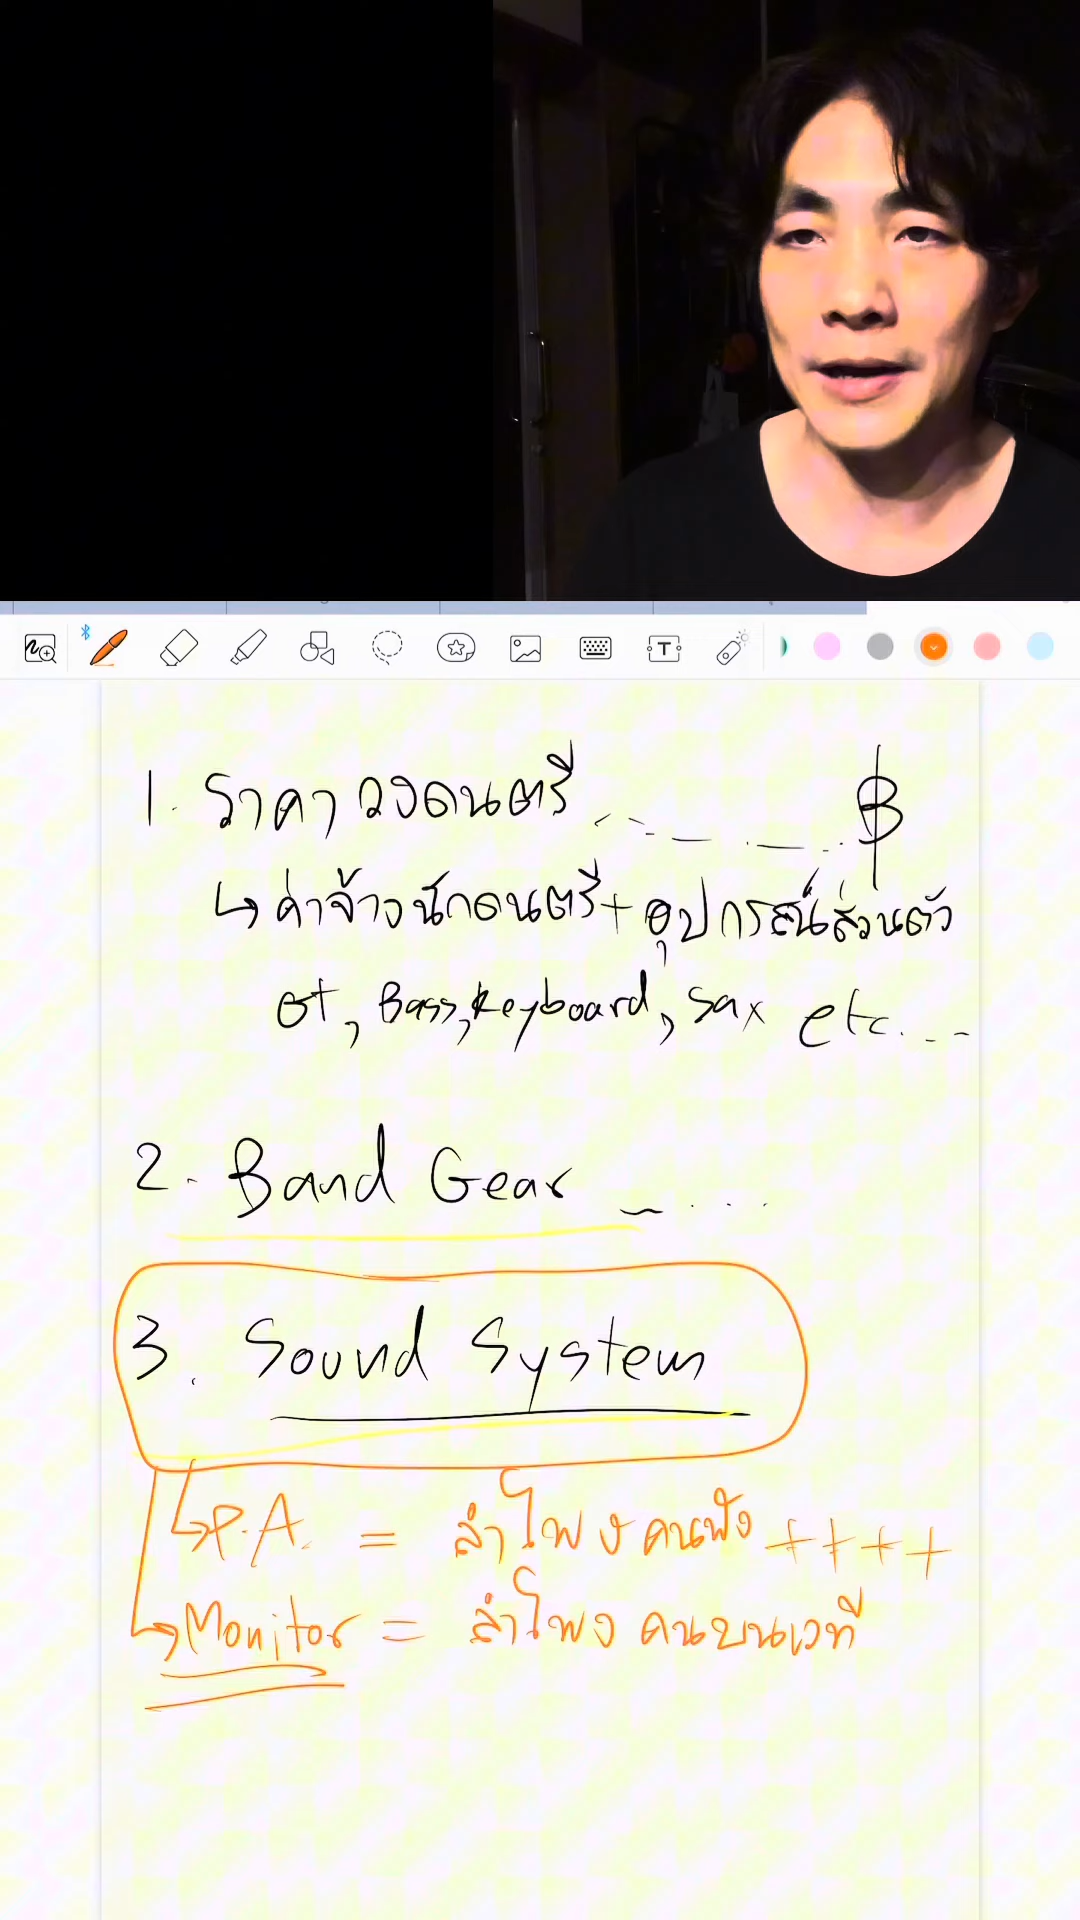 1. ราคาวงดนตรี ........ ฿
↳ ค่าจ้างนักดนตรี + อุปกรณ์ส่วนตัว
Gt, Bass, Keyboard, Sax etc...
2. Band Gear ....
3. Sound System
↳ P.A. = ลำโพงคนฟัง ++++
↳ Monitor = ลำโพงคนบนเวที